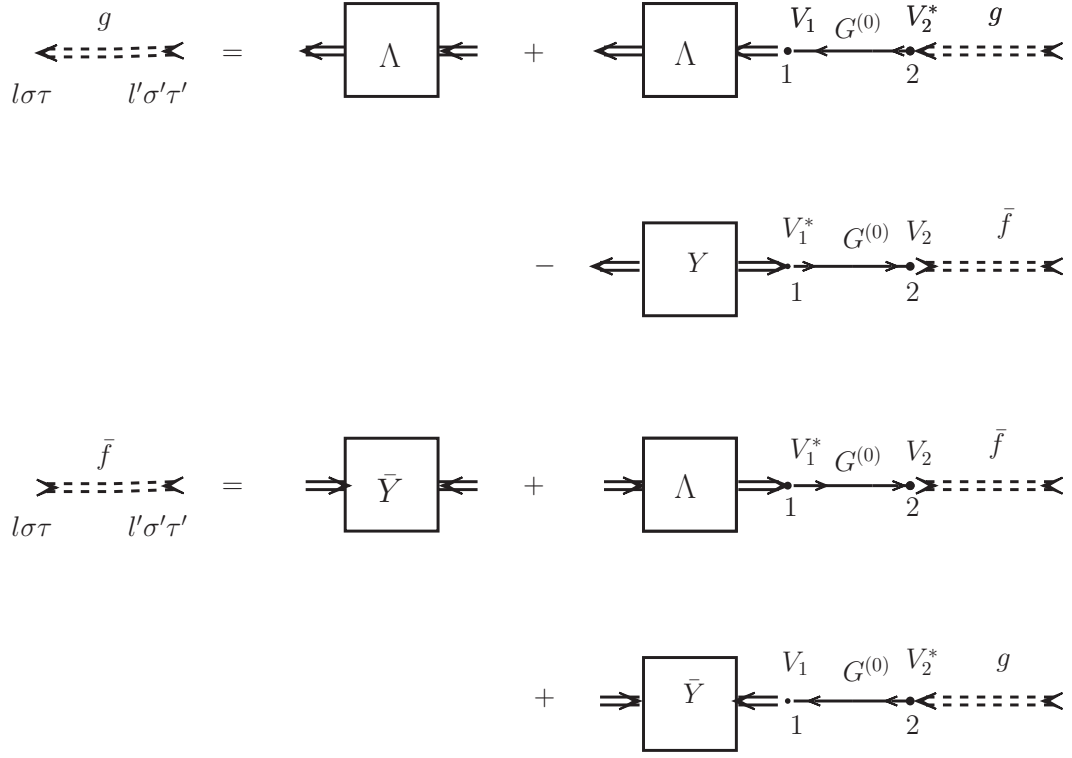 g = Λ + Λ V₁ G⁽⁰⁾ V₂* g
lστ l'σ'τ' 1 2
− Y V₁* G⁽⁰⁾ V₂ f̄
1 2
f̄ = Ȳ + Λ V₁* G⁽⁰⁾ V₂ f̄
lστ l'σ'τ' 1 2
+ Ȳ V₁ G⁽⁰⁾ V₂* g
1 2